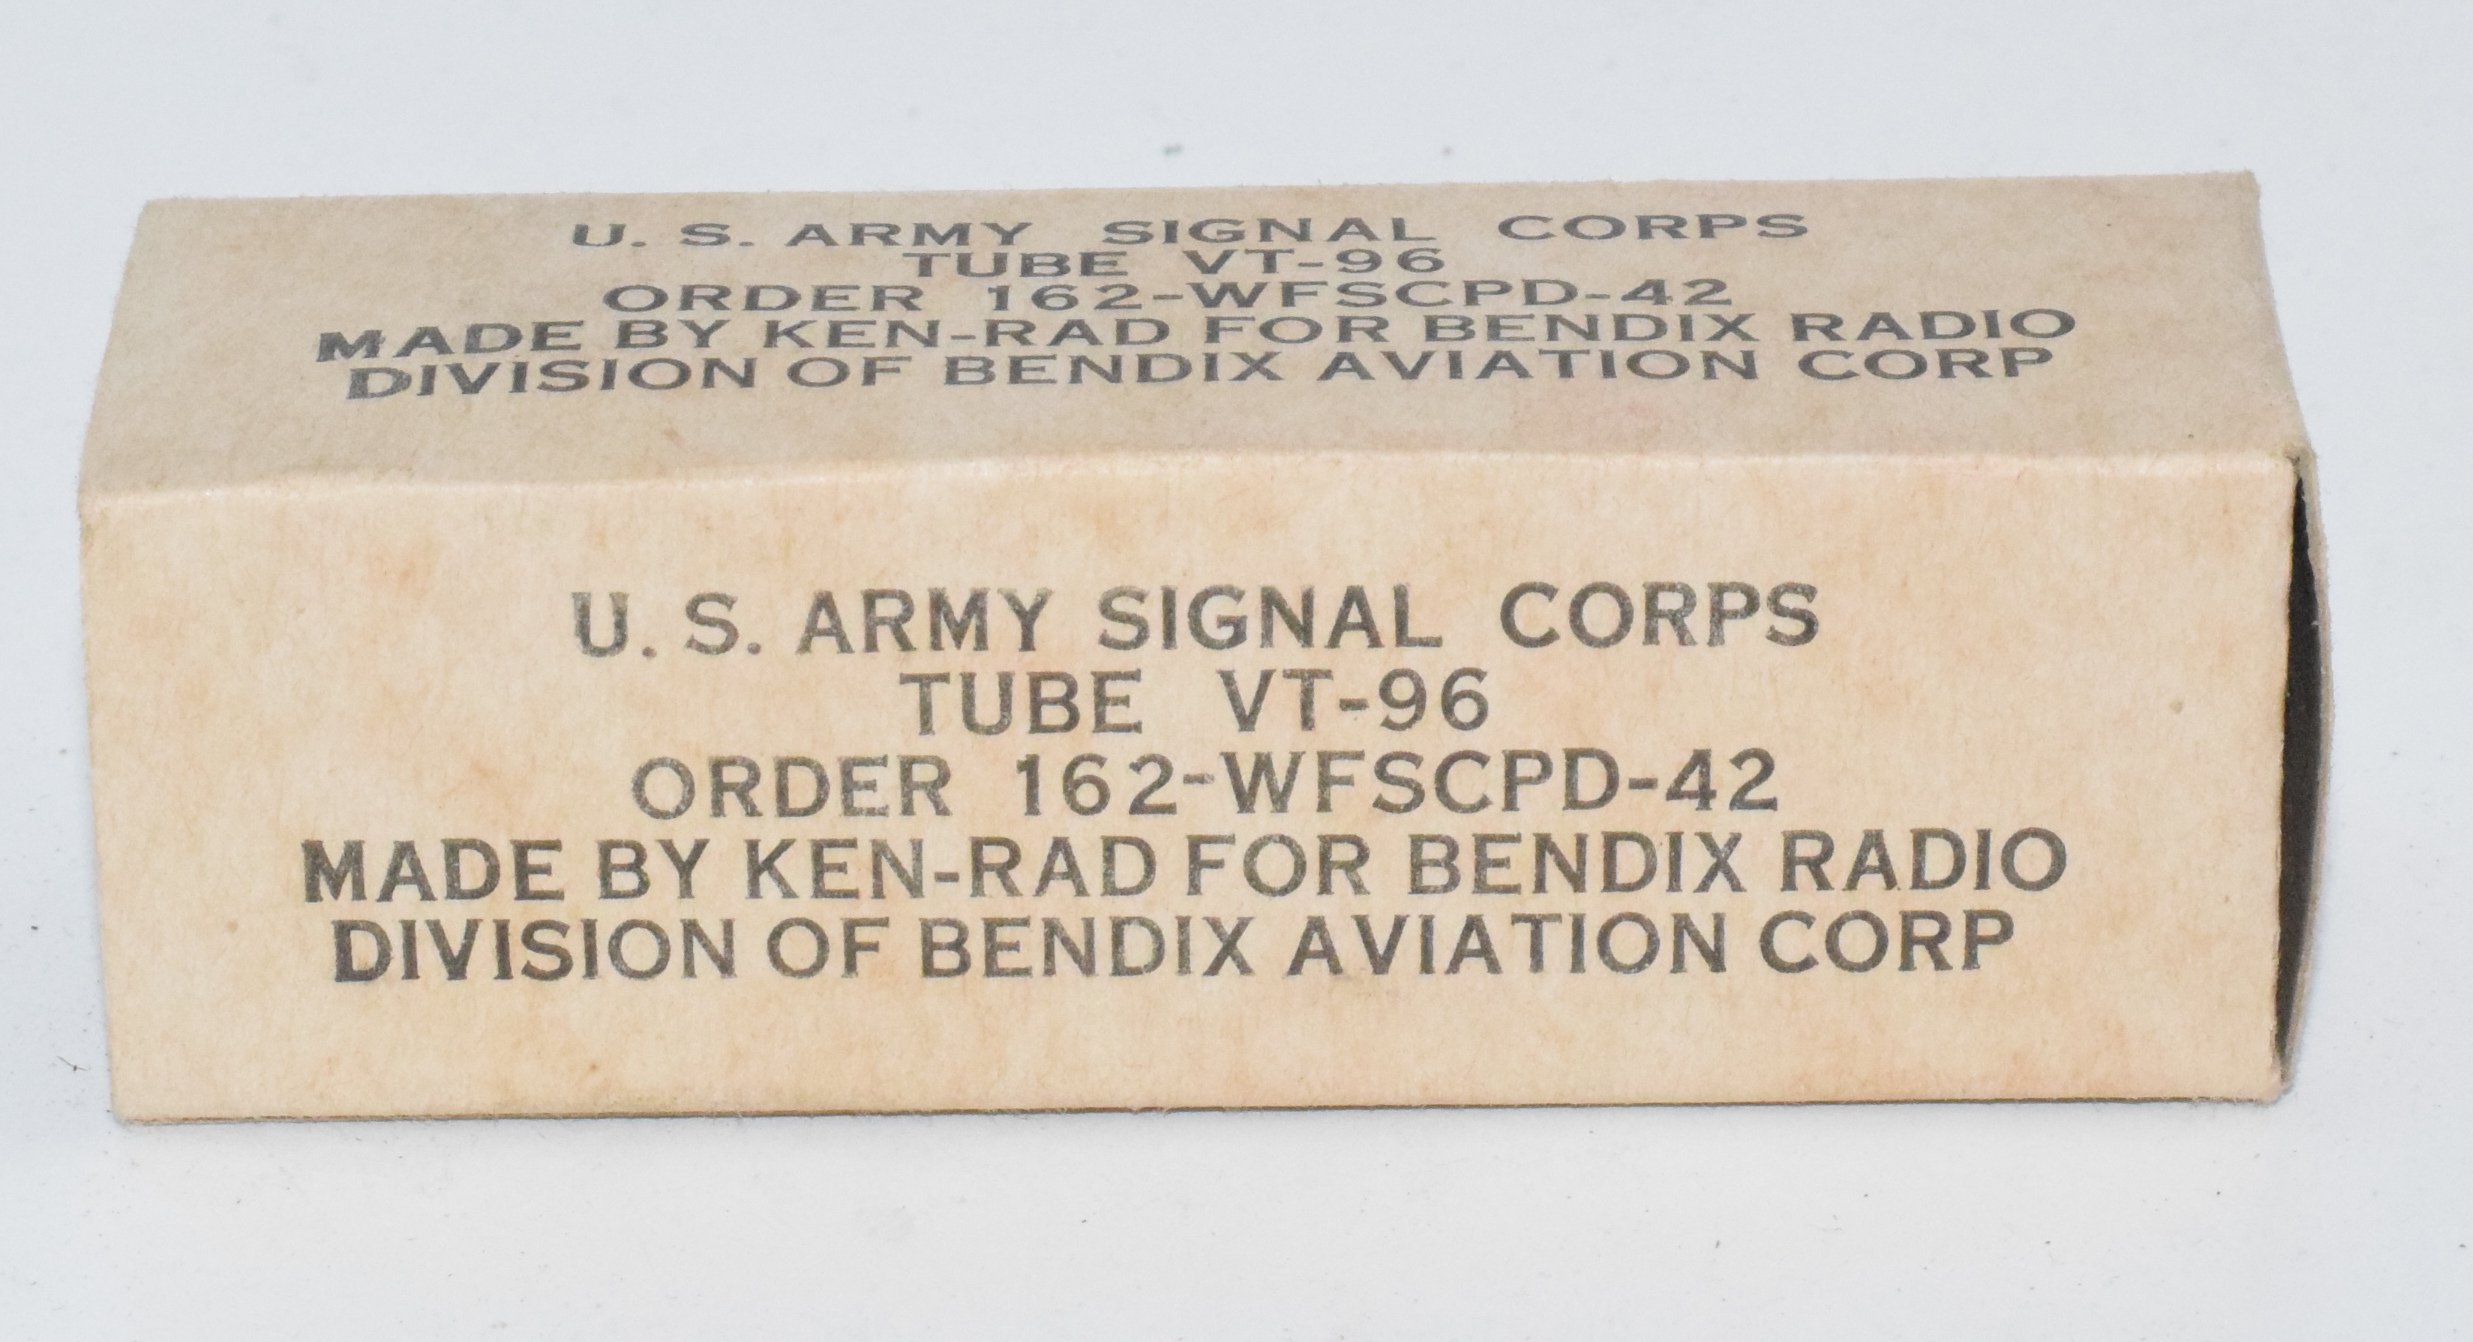 U. S. ARMY SIGNAL CORPS
TUBE VT-96
ORDER 162-WFSCPD-42
MADE BY KEN-RAD FOR BENDIX RADIO
DIVISION OF BENDIX AVIATION CORP
U. S. ARMY SIGNAL CORPS
TUBE VT-96
ORDER 162-WFSCPD-42
MADE BY KEN-RAD FOR BENDIX RADIO
DIVISION OF BENDIX AVIATION CORP